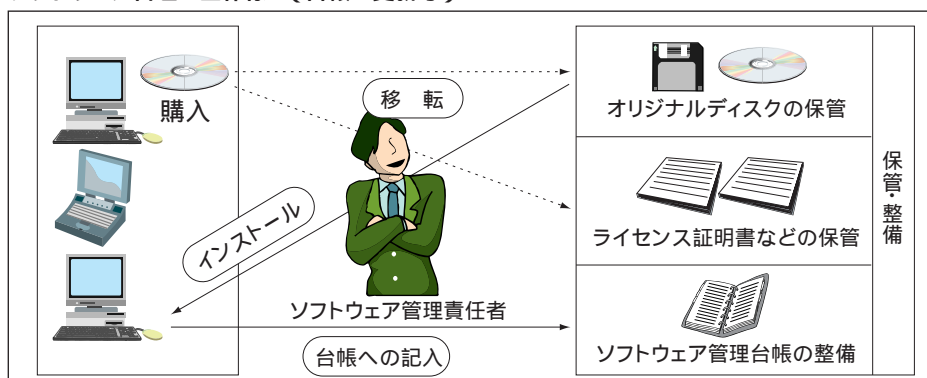 購入
移 転
オリジナルディスクの保管
ライセンス証明書などの保管
保管・整備
インストール
ソフトウェア管理責任者
台帳への記入
ソフトウェア管理台帳の整備